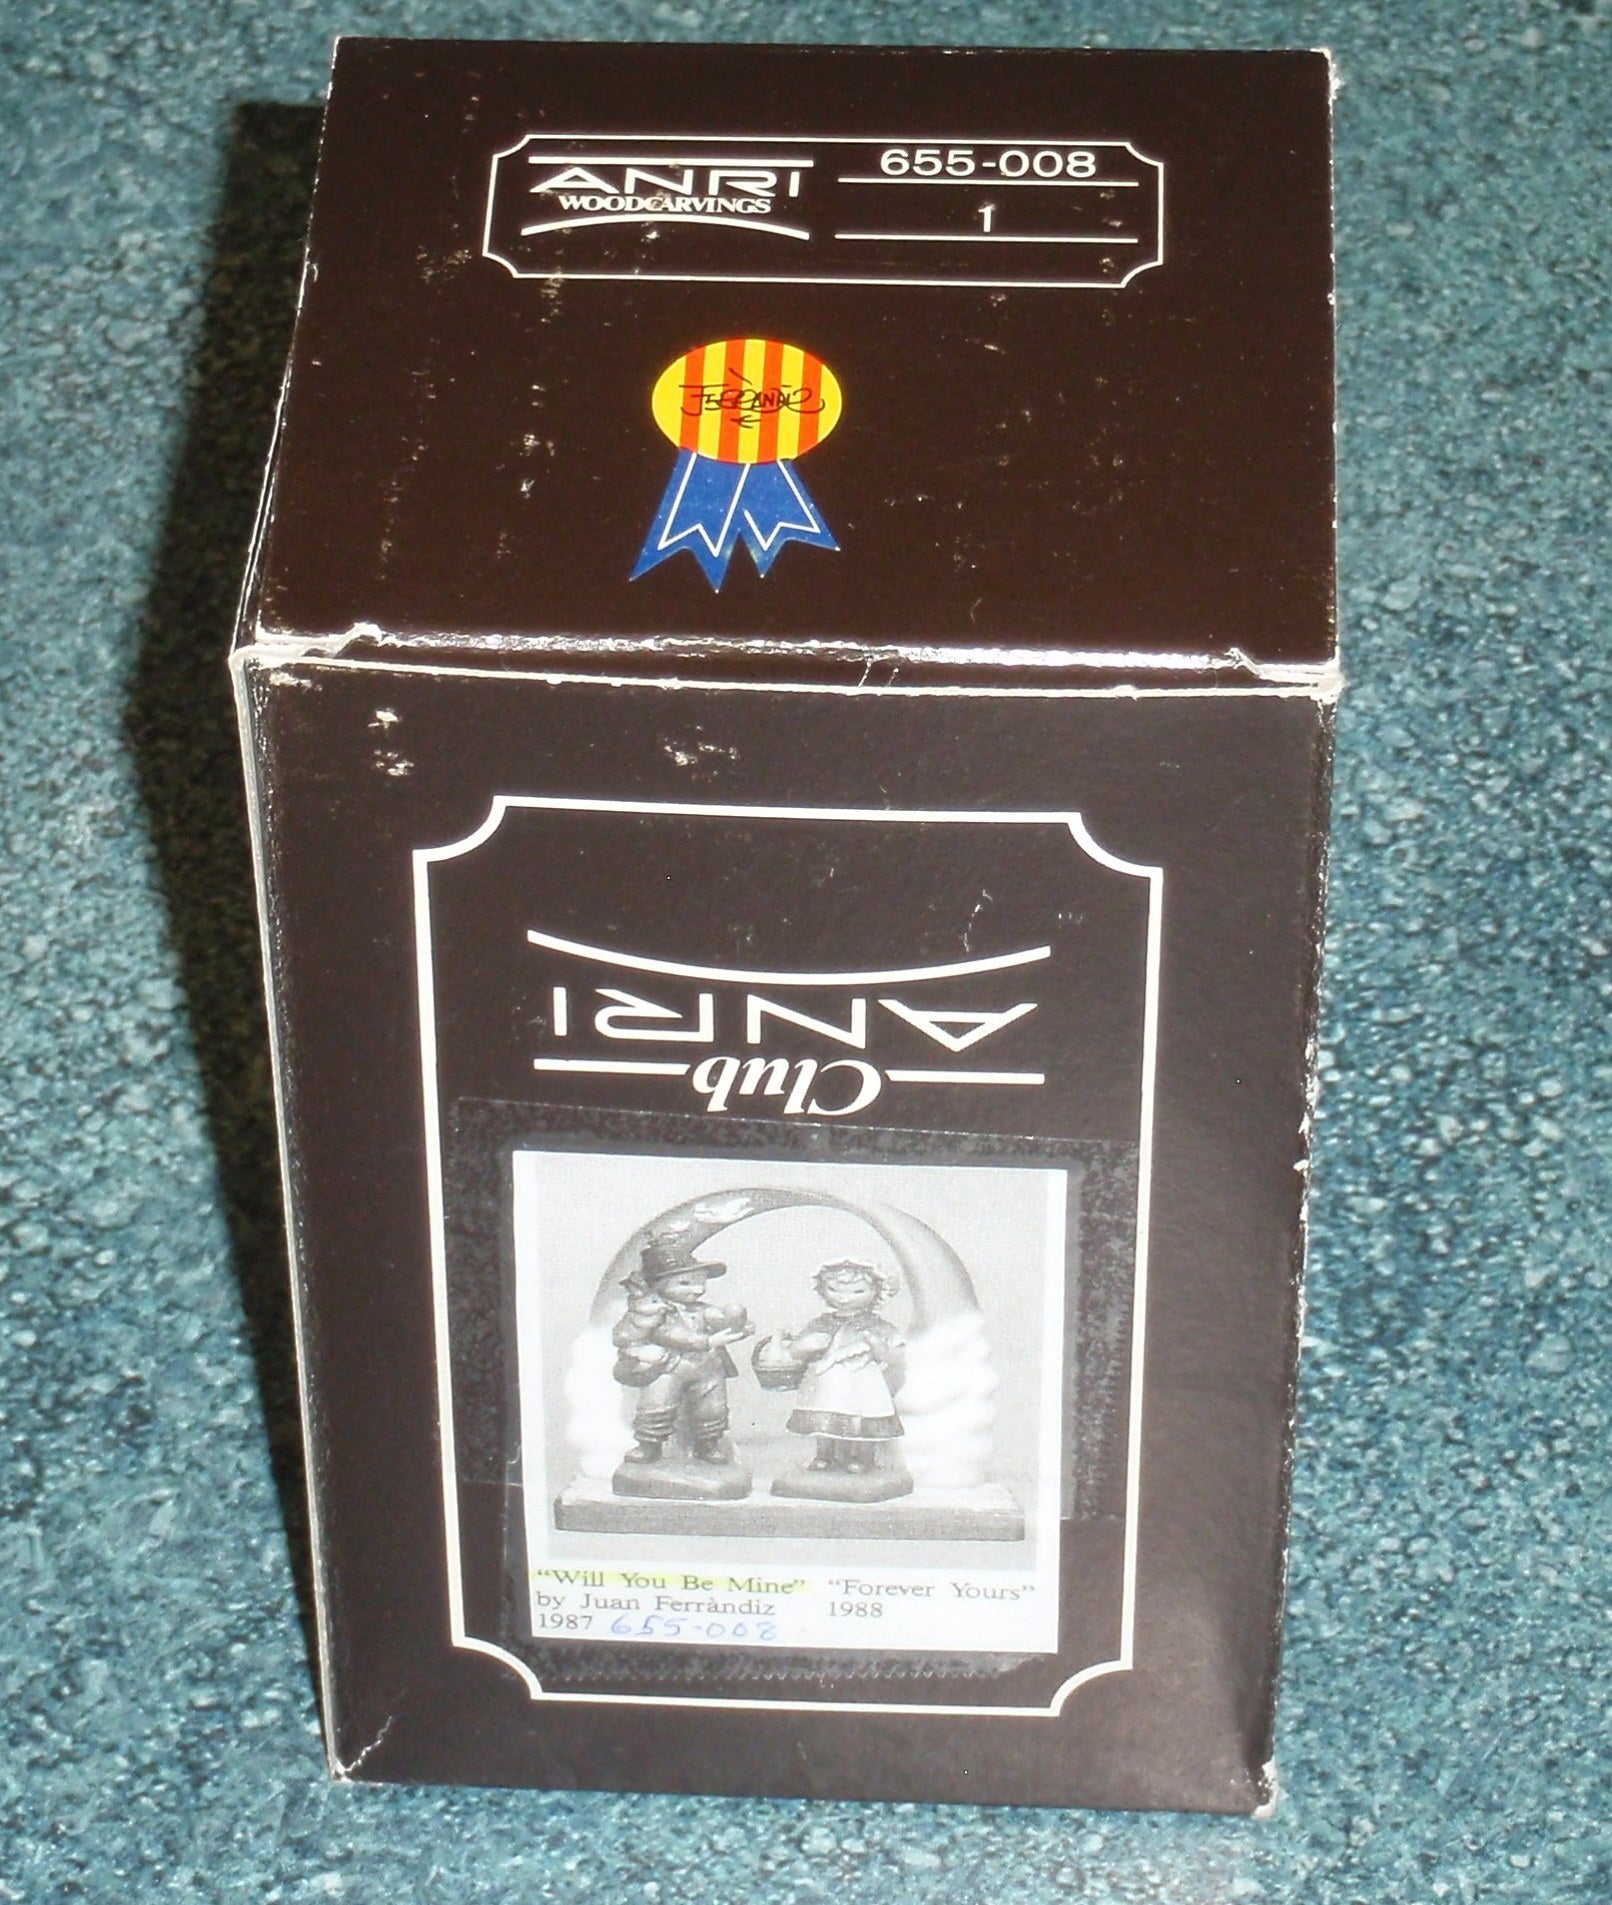 ANRI
WOODCARVINGS
655-008
1
FERRÀNDIZ
Club
ANRI
"Will You Be Mine"
by Juan Ferràndiz
1987 655-008
"Forever Yours"
1988